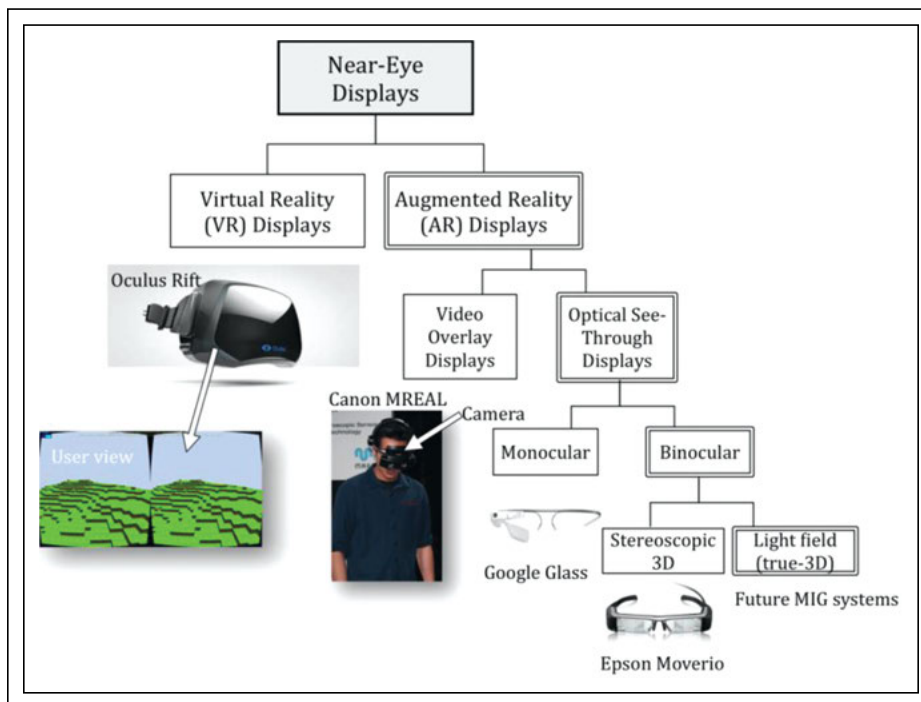 Near-Eye
Displays
Virtual Reality
(VR) Displays
Augmented Reality
(AR) Displays
Oculus Rift
Video
Overlay
Displays
Optical See-
Through
Displays
Canon MREAL
Camera
User view
Monocular
Binocular
Google Glass
Stereoscopic
3D
Light field
(true-3D)
Future MIG systems
Epson Moverio